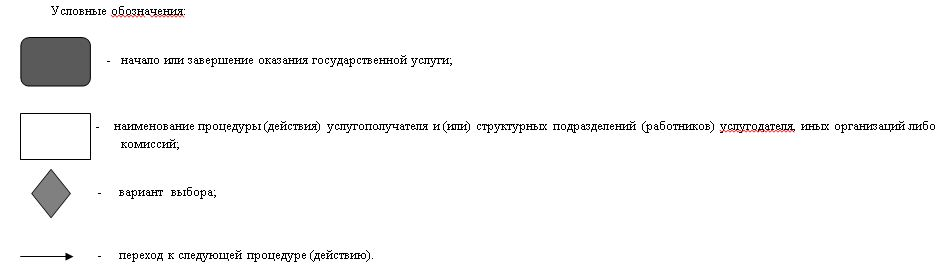 Условные обозначения:
- начало или завершение оказания государственной услуги;
- наименование процедуры (действия) услугополучателя и (или) структурных подразделений (работников) услугодателя, иных организаций либо
комиссий;
- вариант выбора;
- переход к следующей процедуре (действию).